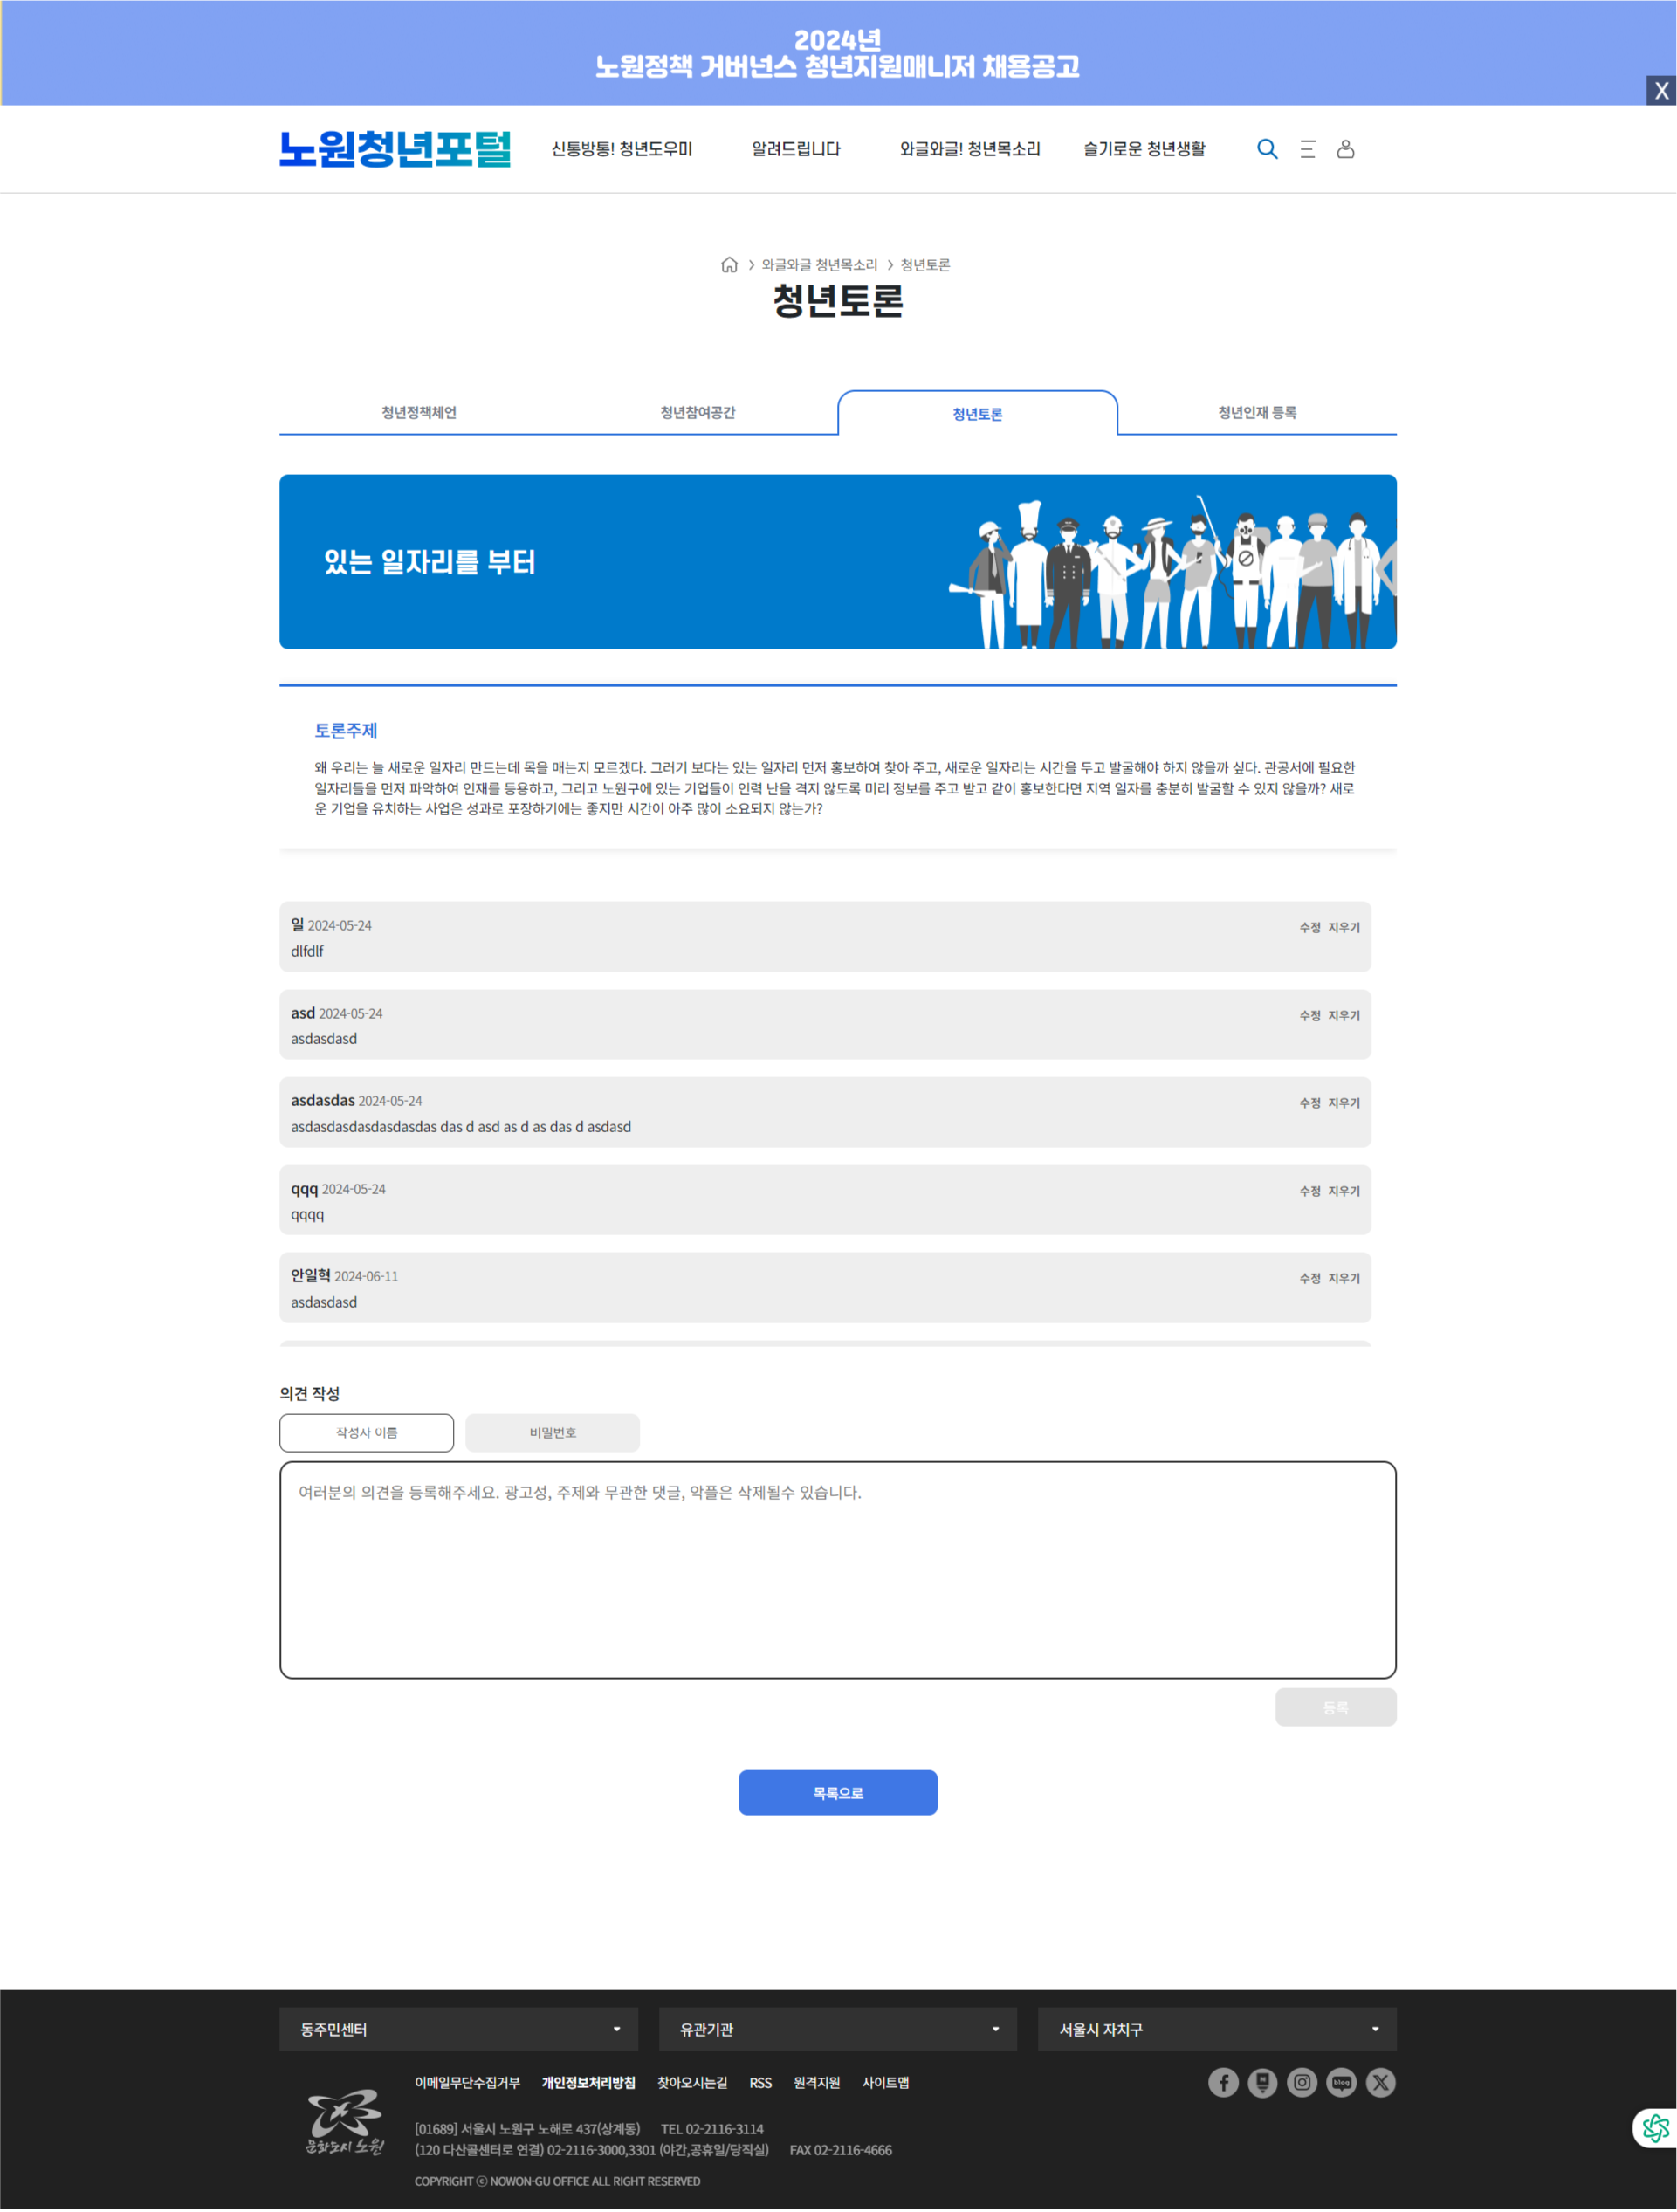 2024년
노원정책 거버넌스 청년지원매니저 채용공고
X
노원청년포털
신통방통! 청년도우미
알려드립니다
와글와글! 청년목소리
슬기로운 청년생활
와글와글 청년목소리 > 청년토론
청년토론
청년정책체언
청년참여공간
청년토론
청년인재 등록
있는 일자리를 부터
토론주제
왜 우리는 늘 새로운 일자리 만드는데 목을 매는지 모르겠다. 그러기 보다는 있는 일자리 먼저 홍보하여 찾아 주고, 새로운 일자리는 시간을 두고 발굴해야 하지 않을까 싶다. 관공서에 필요한
일자리들을 먼저 파악하여 인재를 등용하고, 그리고 노원구에 있는 기업들이 인력 난을 격지 않도록 미리 정보를 주고 받고 같이 홍보한다면 지역 일자를 충분히 발굴할 수 있지 않을까? 새로
운 기업을 유치하는 사업은 성과로 포장하기에는 좋지만 시간이 아주 많이 소요되지 않는가?
일 2024-05-24
수정 지우기
dlfdlf
asd 2024-05-24
수정 지우기
asdasdasd
asdasdas 2024-05-24
수정 지우기
asdasdasdasdasdasdas das d asd as d as das d asdasd
qqq 2024-05-24
수정 지우기
qqqq
안일혁 2024-06-11
수정 지우기
asdasdasd
의견 작성
작성사 이름
비밀번호
여러분의 의견을 등록해주세요. 광고성, 주제와 무관한 댓글, 악플은 삭제될수 있습니다.
등록
목록으로
동주민센터
유관기관
서울시 자치구
이메일무단수집거부 개인정보처리방침 찾아오시는길 RSS 원격지원 사이트맵
blog
문화도시 노원
[01689] 서울시 노원구 노해로 437(상계동) TEL 02-2116-3114
(120 다산콜센터로 연결) 02-2116-3000,3301 (야간,공휴일/당직실) FAX 02-2116-4666
COPYRIGHT ⓒ NOWON-GU OFFICE ALL RIGHT RESERVED